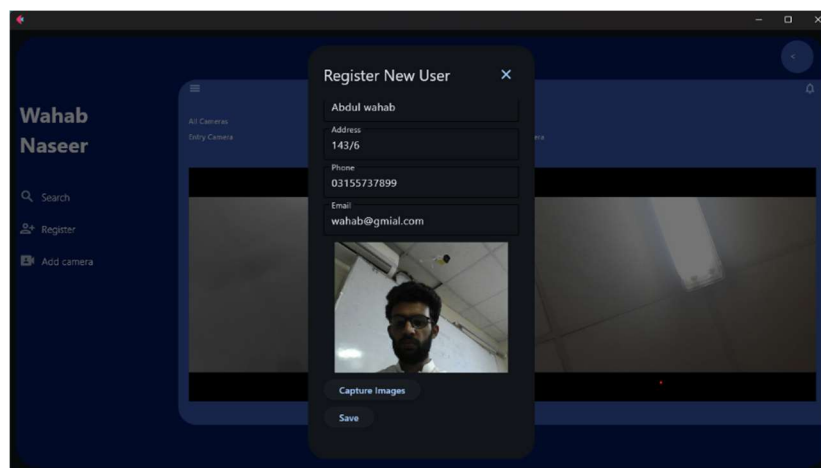 Register New User
Abdul wahab
Address
143/6
Phone
03155737899
Email
wahab@gmial.com
Capture Images
Save
Wahab
Naseer
Search
Register
Add camera
All Cameras
Entry Camera